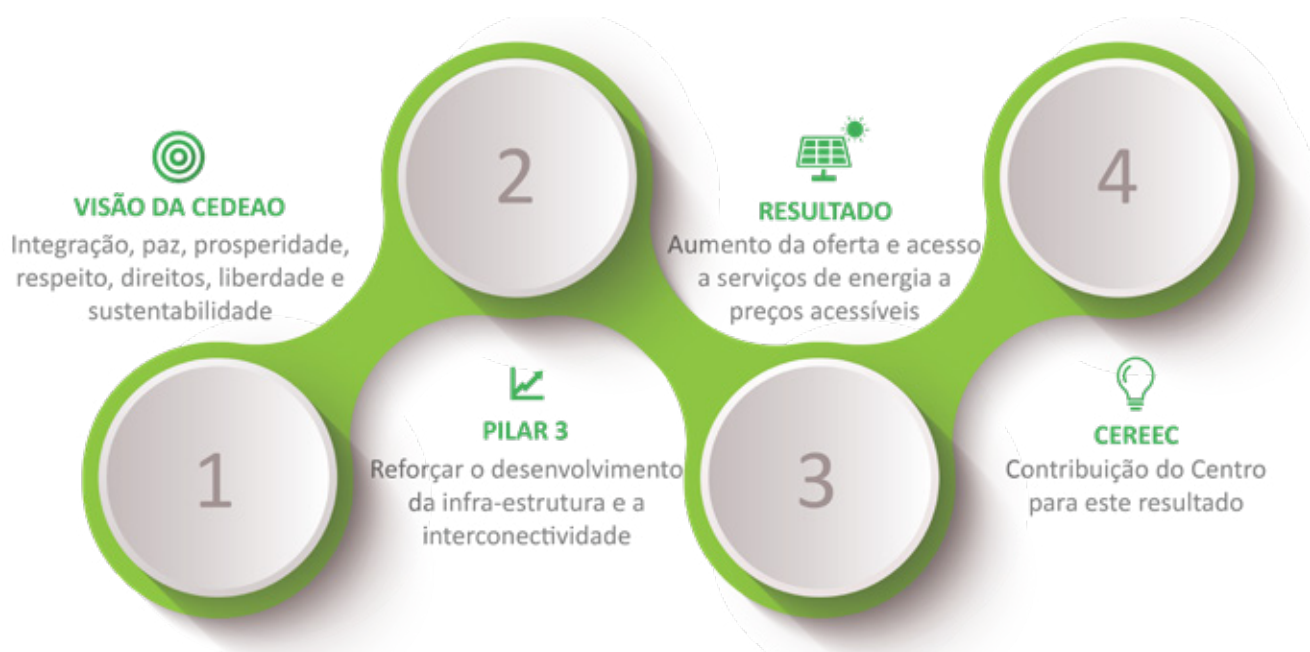 1
VISÃO DA CEDEAO
Integração, paz, prosperidade,
respeito, direitos, liberdade e
sustentabilidade
2
PILAR 3
Reforçar o desenvolvimento
da infra-estrutura e a
interconectividade
3
RESULTADO
Aumento da oferta e acesso
a serviços de energia a
preços acessíveis
4
CEREEC
Contribuição do Centro
para este resultado